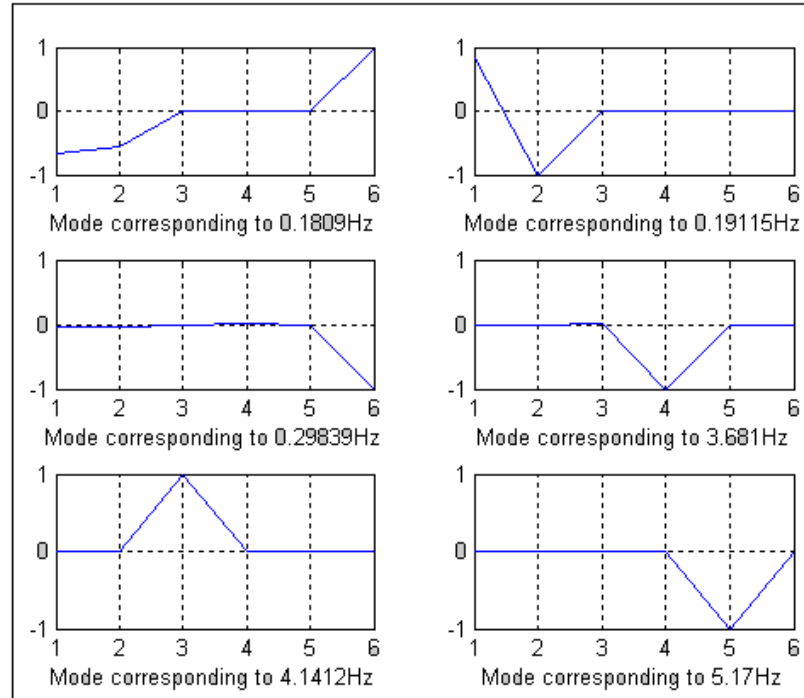 1
0
-1
1 2 3 4 5 6
Mode corresponding to 0.1809Hz
1
0
-1
1 2 3 4 5 6
Mode corresponding to 0.19115Hz
1
0
-1
1 2 3 4 5 6
Mode corresponding to 0.29839Hz
1
0
-1
1 2 3 4 5 6
Mode corresponding to 3.681Hz
1
0
-1
1 2 3 4 5 6
Mode corresponding to 4.1412Hz
1
0
-1
1 2 3 4 5 6
Mode corresponding to 5.17Hz